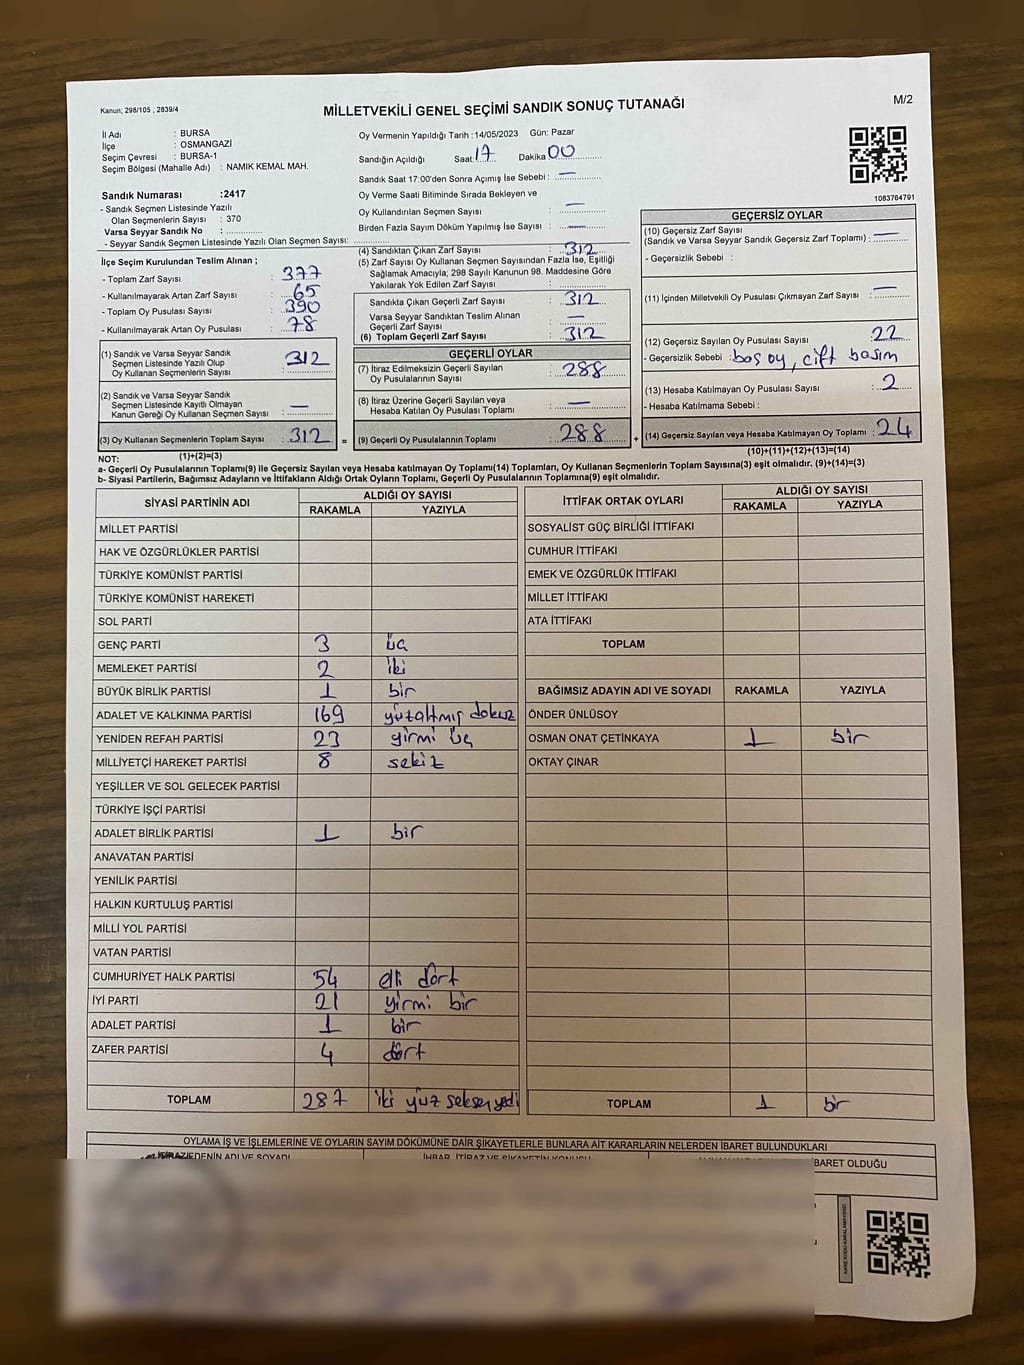 Kanun; 298/105 , 2839/4
MİLLETVEKİLİ GENEL SEÇİMİ SANDIK SONUÇ TUTANAĞI
M/2
İl Adı : BURSA
İlçe : OSMANGAZİ
Seçim Çevresi : BURSA-1
Seçim Bölgesi (Mahalle Adı) : NAMIK KEMAL MAH.
Sandık Numarası :2417
- Sandık Seçmen Listesinde Yazılı
Olan Seçmenlerin Sayısı : 370
Varsa Seyyar Sandık No : ..............
- Seyyar Sandık Seçmen Listesinde Yazılı Olan Seçmen Sayısı: ..............
İlçe Seçim Kurulundan Teslim Alınan ;
- Toplam Zarf Sayısı : 377
- Kullanılmayarak Artan Zarf Sayısı : 65
- Toplam Oy Pusulası Sayısı : 390
- Kullanılmayarak Artan Oy Pusulası : 78
(1) Sandık ve Varsa Seyyar Sandık
Seçmen Listesinde Yazılı Olup
Oy Kullanan Seçmenlerin Sayısı : 312
(2) Sandık ve Varsa Seyyar Sandık
Seçmen Listesinde Kayıtlı Olmayan
Kanun Gereği Oy Kullanan Seçmen Sayısı : —
(3) Oy Kullanan Seçmenlerin Toplam Sayısı : 312 =
(1)+(2)=(3)
Oy Vermenin Yapıldığı Tarih :14/05/2023 Gün: Pazar
Sandığın Açıldığı Saat 17 Dakika 00
Sandık Saat 17:00'den Sonra Açımış İse Sebebi : —
Oy Verme Saati Bitiminde Sırada Bekleyen ve
Oy Kullandırılan Seçmen Sayısı : —
Birden Fazla Sayım Döküm Yapılmış İse Sayısı : —
(4) Sandıktan Çıkan Zarf Sayısı : 312
(5) Zarf Sayısı Oy Kullanan Seçmen Sayısından Fazla İse, Eşitliği
Sağlamak Amacıyla; 298 Sayılı Kanunun 98. Maddesine Göre
Yakılarak Yok Edilen Zarf Sayısı : ..............
Sandıkta Çıkan Geçerli Zarf Sayısı : 312
Varsa Seyyar Sandıktan Teslim Alınan
Geçerli Zarf Sayısı : —
(6) Toplam Geçerli Zarf Sayısı : 312
GEÇERLİ OYLAR
(7) İtiraz Edilmeksizin Geçerli Sayılan
Oy Pusulalarının Sayısı : 288
(8) İtiraz Üzerine Geçerli Sayılan veya
Hesaba Katılan Oy Pusulası Toplamı : —
(9) Geçerli Oy Pusulalarının Toplamı : 288 +
1083764791
GEÇERSİZ OYLAR
(10) Geçersiz Zarf Sayısı
(Sandık ve Varsa Seyyar Sandık Geçersiz Zarf Toplamı) : —
- Geçersizlik Sebebi :
(11) İçinden Milletvekili Oy Pusulası Çıkmayan Zarf Sayısı : —
(12) Geçersiz Sayılan Oy Pusulası Sayısı : 22
- Geçersizlik Sebebi : boş oy, çift basım
(13) Hesaba Katılmayan Oy Pusulası Sayısı : 2
- Hesaba Katılmama Sebebi :
(14) Geçersiz Sayılan veya Hesaba Katılmayan Oy Toplamı : 24
(10)+(11)+(12)+(13)=(14)
NOT:
a- Geçerli Oy Pusulalarının Toplamı(9) ile Geçersiz Sayılan veya Hesaba katılmayan Oy Toplamı(14) Toplamları, Oy Kullanan Seçmenlerin Toplam Sayısına(3) eşit olmalıdır. (9)+(14)=(3)
b- Siyasi Partilerin, Bağımsız Adayların ve İttifakların Aldığı Ortak Oyların Toplamı, Geçerli Oy Pusulalarının Toplamına(9) eşit olmalıdır.
SİYASİ PARTİNİN ADI ALDIĞI OY SAYISI
RAKAMLA YAZIYLA
MİLLET PARTİSİ
HAK VE ÖZGÜRLÜKLER PARTİSİ
TÜRKİYE KOMÜNİST PARTİSİ
TÜRKİYE KOMÜNİST HAREKETİ
SOL PARTİ
GENÇ PARTİ 3 üç
MEMLEKET PARTİSİ 2 iki
BÜYÜK BİRLİK PARTİSİ 1 bir
ADALET VE KALKINMA PARTİSİ 169 yüzaltmış dokuz
YENİDEN REFAH PARTİSİ 23 yirmi üç
MİLLİYETÇİ HAREKET PARTİSİ 8 sekiz
YEŞİLLER VE SOL GELECEK PARTİSİ
TÜRKİYE İŞÇİ PARTİSİ
ADALET BİRLİK PARTİSİ 1 bir
ANAVATAN PARTİSİ
YENİLİK PARTİSİ
HALKIN KURTULUŞ PARTİSİ
MİLLİ YOL PARTİSİ
VATAN PARTİSİ
CUMHURİYET HALK PARTİSİ 54 elli dört
İYİ PARTİ 21 yirmi bir
ADALET PARTİSİ 1 bir
ZAFER PARTİSİ 4 dört
TOPLAM 287 iki yüz seksen yedi
İTTİFAK ORTAK OYLARI ALDIĞI OY SAYISI
RAKAMLA YAZIYLA
SOSYALİST GÜÇ BİRLİĞİ İTTİFAKI
CUMHUR İTTİFAKI
EMEK VE ÖZGÜRLÜK İTTİFAKI
MİLLET İTTİFAKI
ATA İTTİFAKI
TOPLAM
BAĞIMSIZ ADAYIN ADI VE SOYADI RAKAMLA YAZIYLA
ÖNDER ÜNLÜSOY
OSMAN ONAT ÇETİNKAYA 1 bir
OKTAY ÇINAR
TOPLAM 1 bir
OYLAMA İŞ VE İŞLEMLERİNE VE OYLARIN SAYIM DÖKÜMÜNE DAİR ŞİKAYETLERLE BUNLARA AİT KARARLARIN NELERDEN İBARET BULUNDUKLARI
İTİRAZ EDENİN ADI VE SOYADI İHBAR, İTİRAZ VE ŞİKAYETİN KONUSU İBARET OLDUĞU